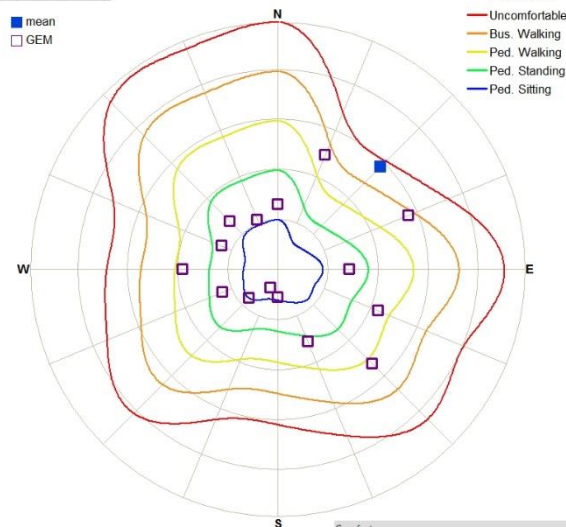 mean
GEM
N
Uncomfortable
Bus. Walking
Ped. Walking
Ped. Standing
Ped. Sitting
W
E
S